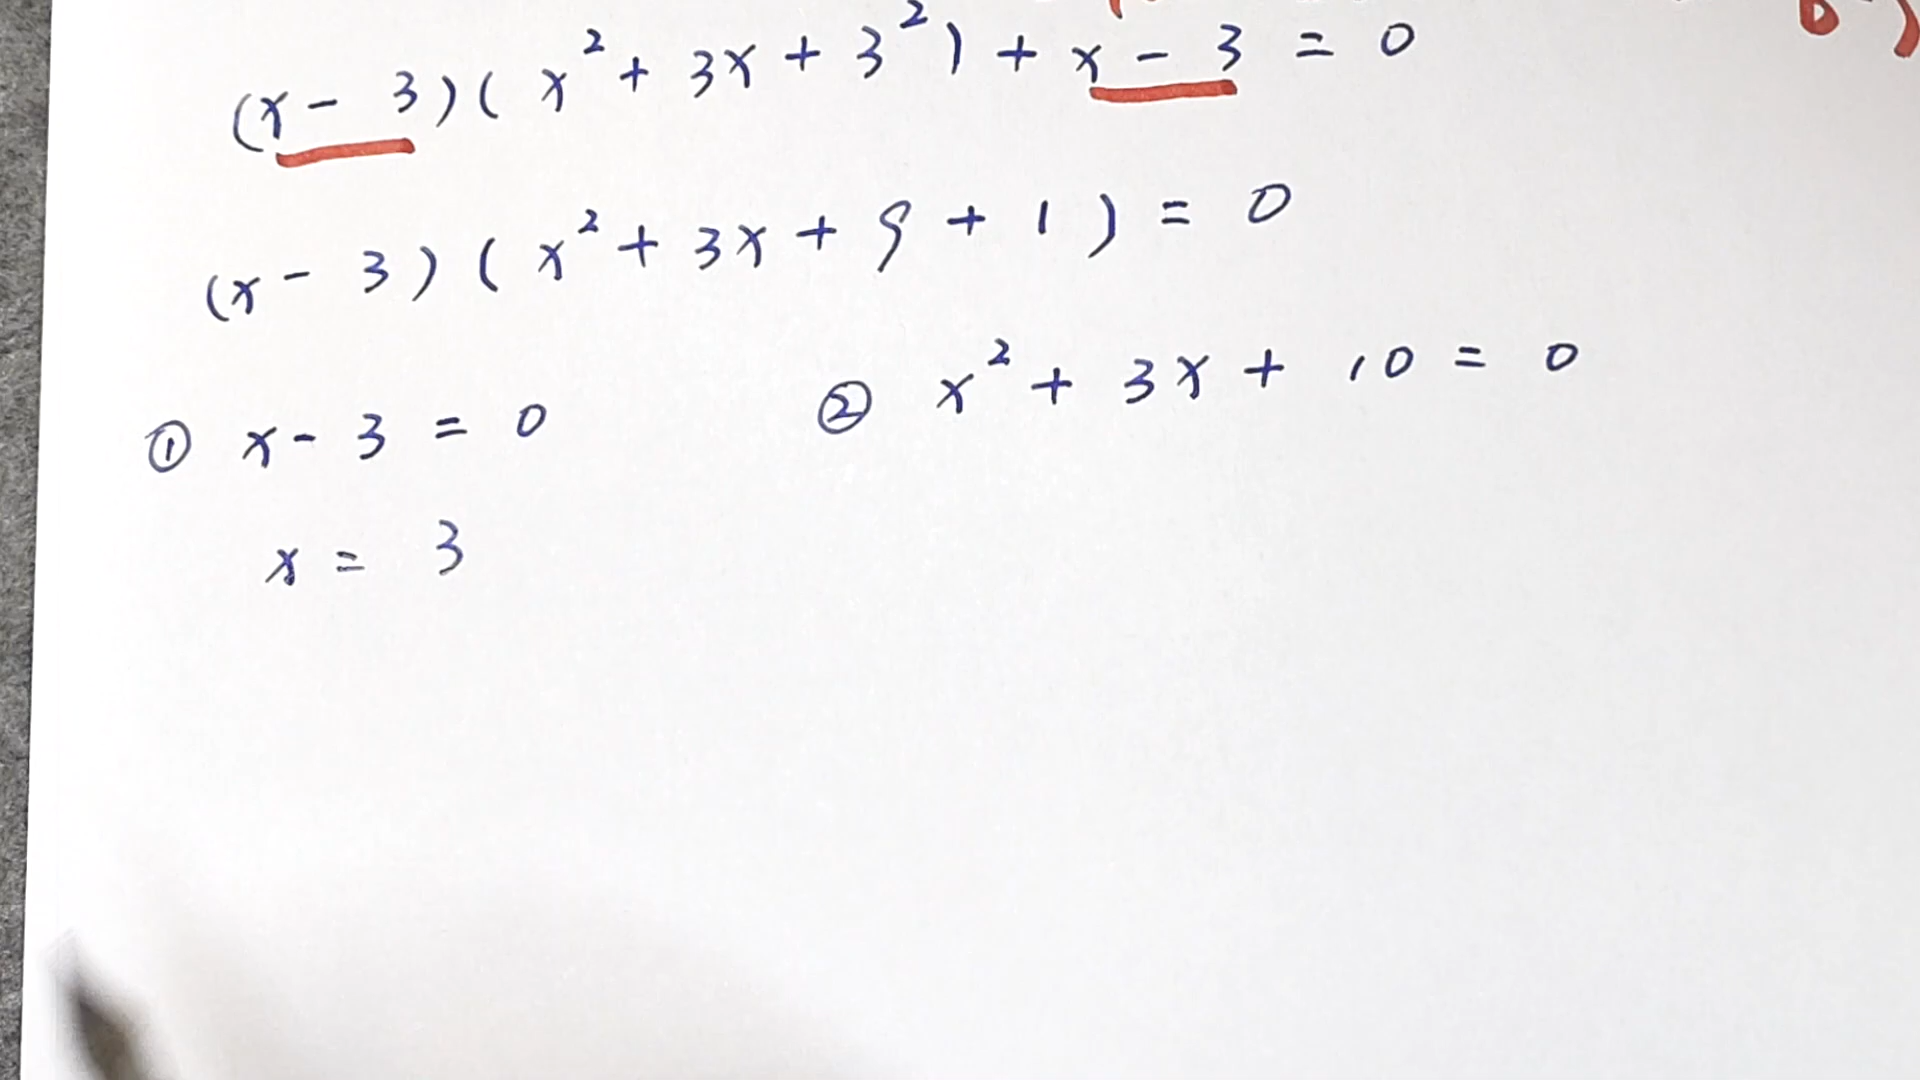 (x - 3)(x² + 3x + 3²) + x - 3 = 0
b²)
(x - 3)(x² + 3x + 9 + 1) = 0
① x - 3 = 0
② x² + 3x + 10 = 0
x = 3